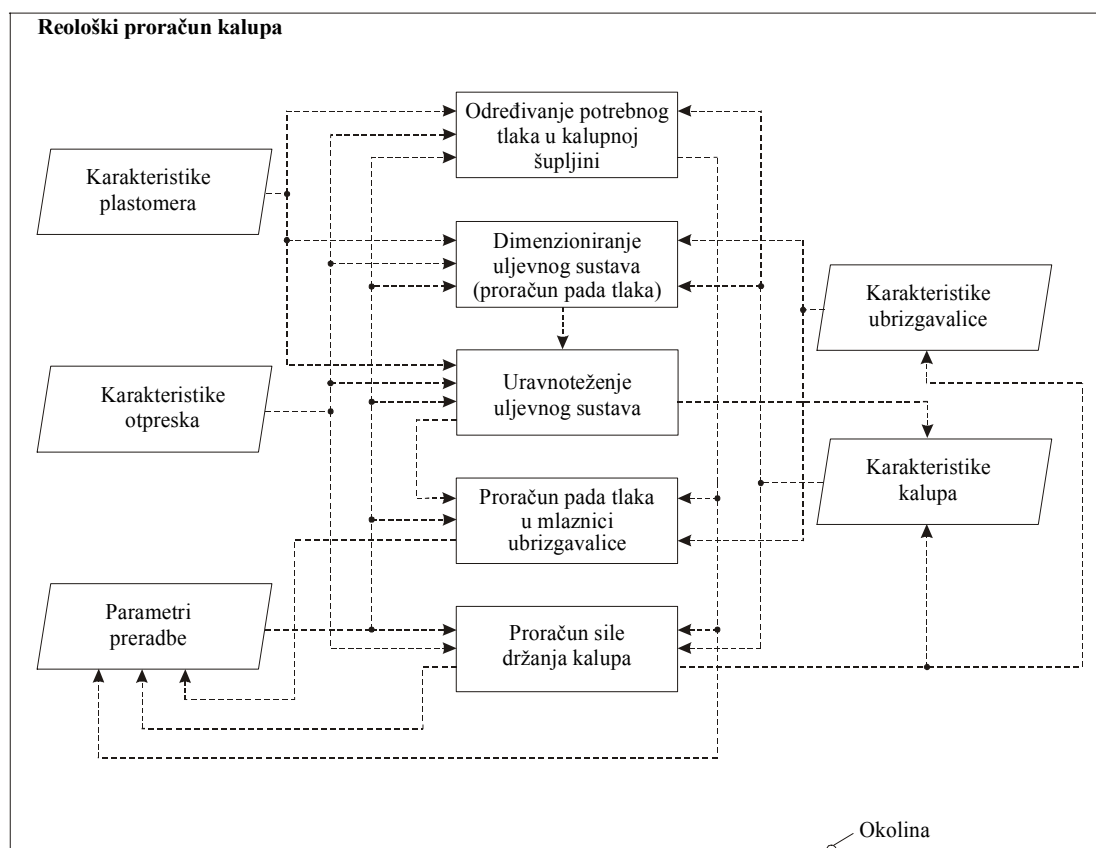 Reološki proračun kalupa
Određivanje potrebnog
tlaka u kalupnoj
šupljini
Karakteristike
plastomera
Dimenzioniranje
uljevnog sustava
(proračun pada tlaka)
Karakteristike
ubrizgavalice
Karakteristike
otpreska
Uravnoteženje
uljevnog sustava
Karakteristike
kalupa
Proračun pada tlaka
u mlaznici
ubrizgavalice
Parametri
preradbe
Proračun sile
držanja kalupa
Okolina